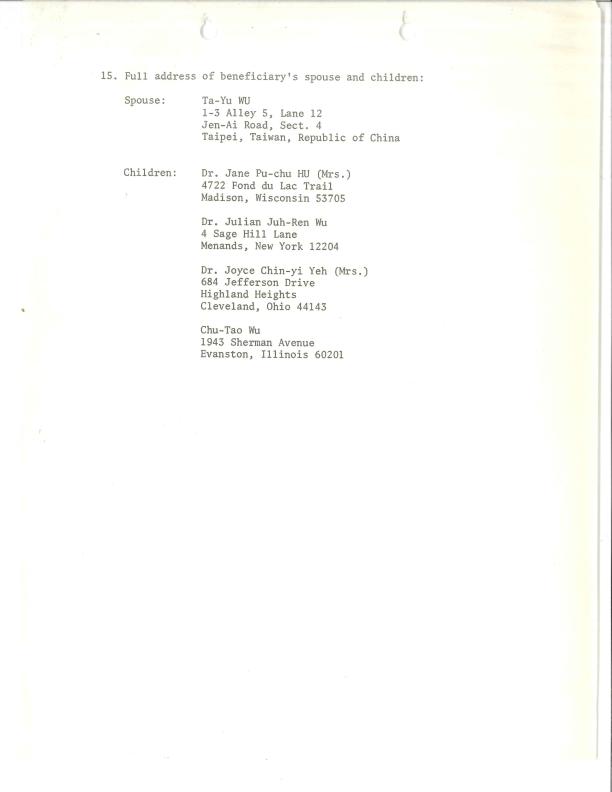 15. Full address of beneficiary's spouse and children:
Spouse: Ta-Yu WU
1-3 Alley 5, Lane 12
Jen-Ai Road, Sect. 4
Taipei, Taiwan, Republic of China
Children: Dr. Jane Pu-chu HU (Mrs.)
4722 Fond du Lac Trail
Madison, Wisconsin 53705
Dr. Julian Juh-Ren Wu
4 Sage Hill Lane
Menands, New York 12204
Dr. Joyce Chin-yi Yeh (Mrs.)
684 Jefferson Drive
Highland Heights
Cleveland, Ohio 44143
Chu-Tao Wu
1943 Sherman Avenue
Evanston, Illinois 60201